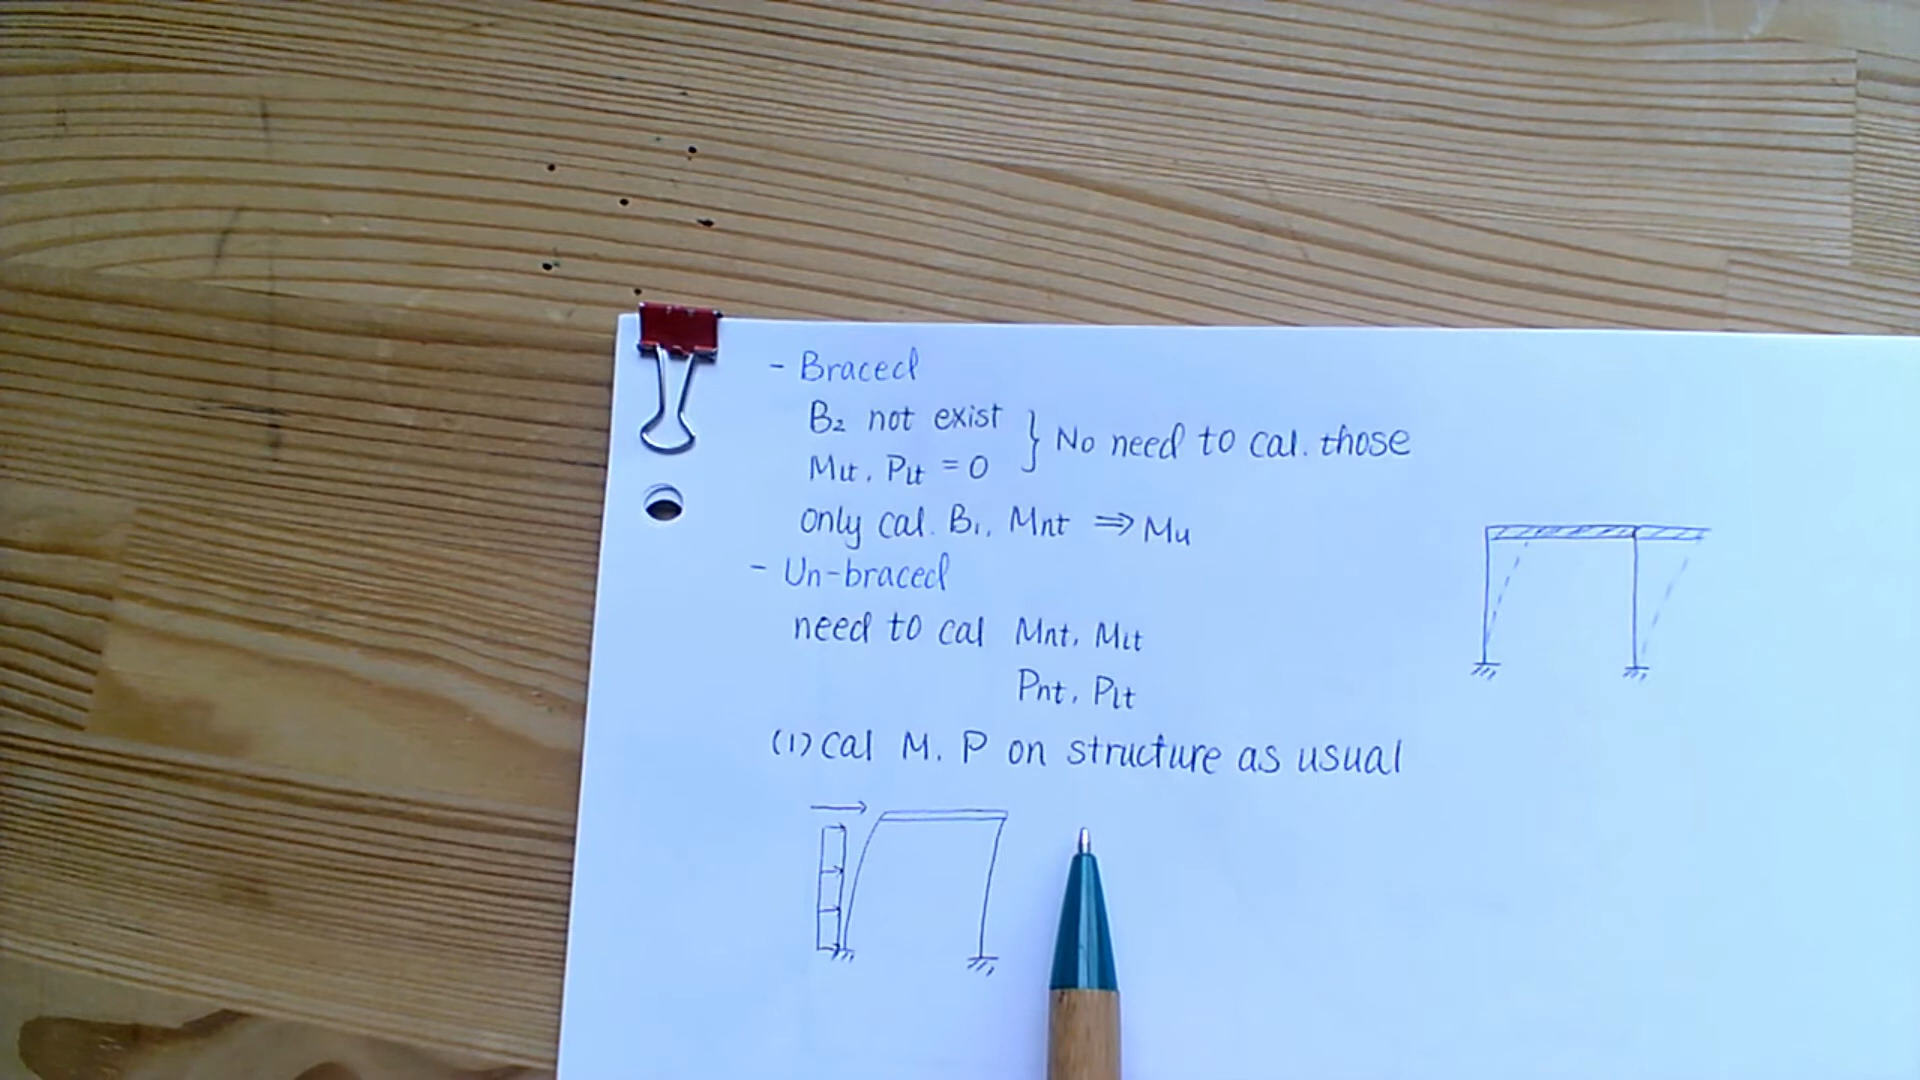 - Braced
B2 not exist } No need to cal. those
Mlt, Plt = 0
only cal. B1, Mnt ⇒ Mu
- Un-braced
need to cal Mnt, Mlt
Pnt, Plt
(1) cal M, P on structure as usual